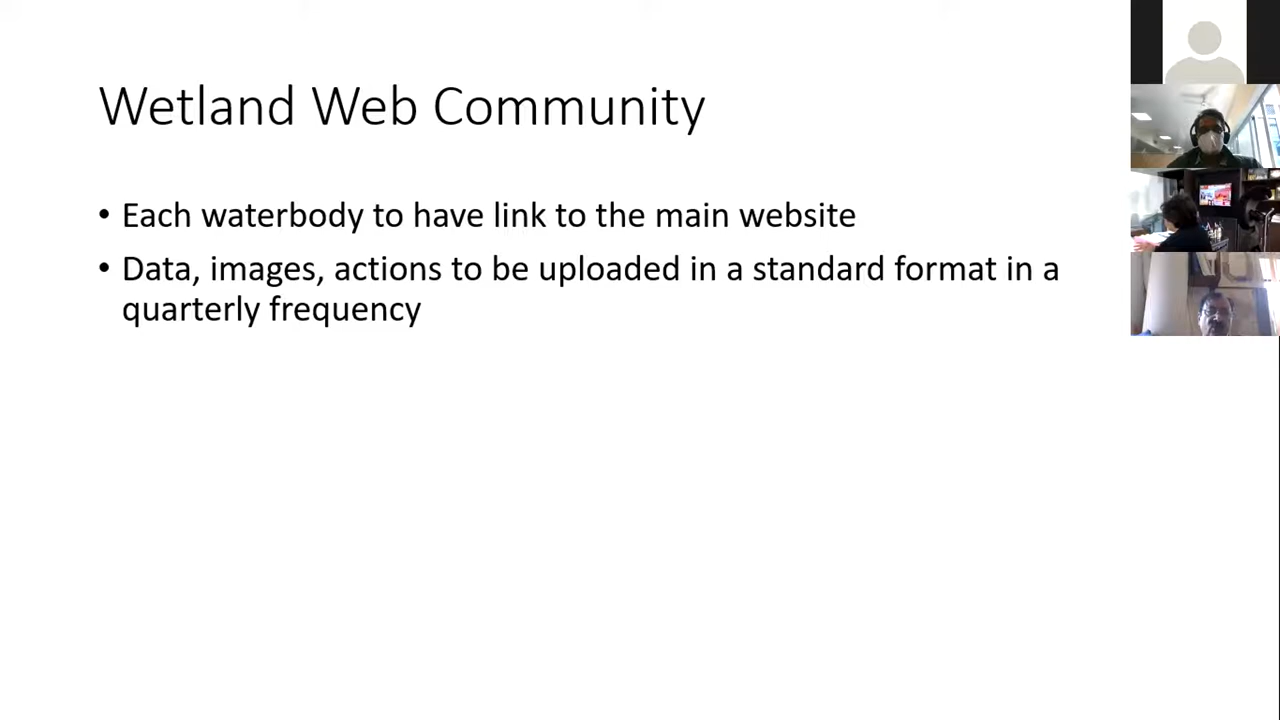 Wetland Web Community
• Each waterbody to have link to the main website
• Data, images, actions to be uploaded in a standard format in a
quarterly frequency